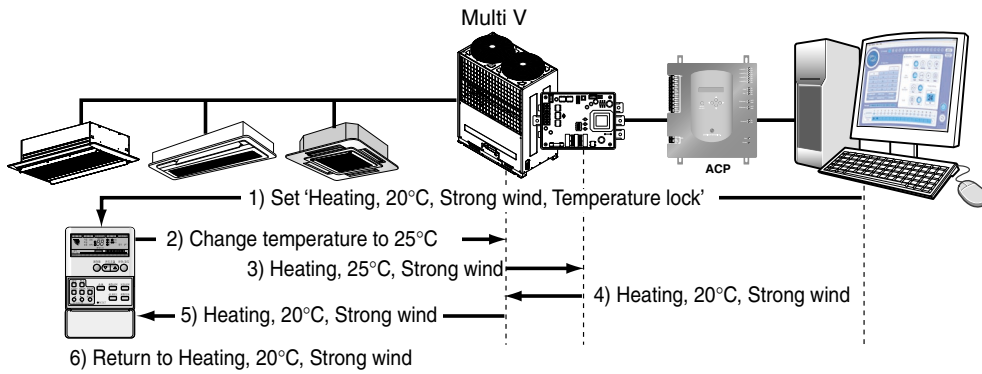 Multi V
ACP
1) Set ‘Heating, 20°C, Strong wind, Temperature lock’
2) Change temperature to 25°C
3) Heating, 25°C, Strong wind
4) Heating, 20°C, Strong wind
5) Heating, 20°C, Strong wind
6) Return to Heating, 20°C, Strong wind